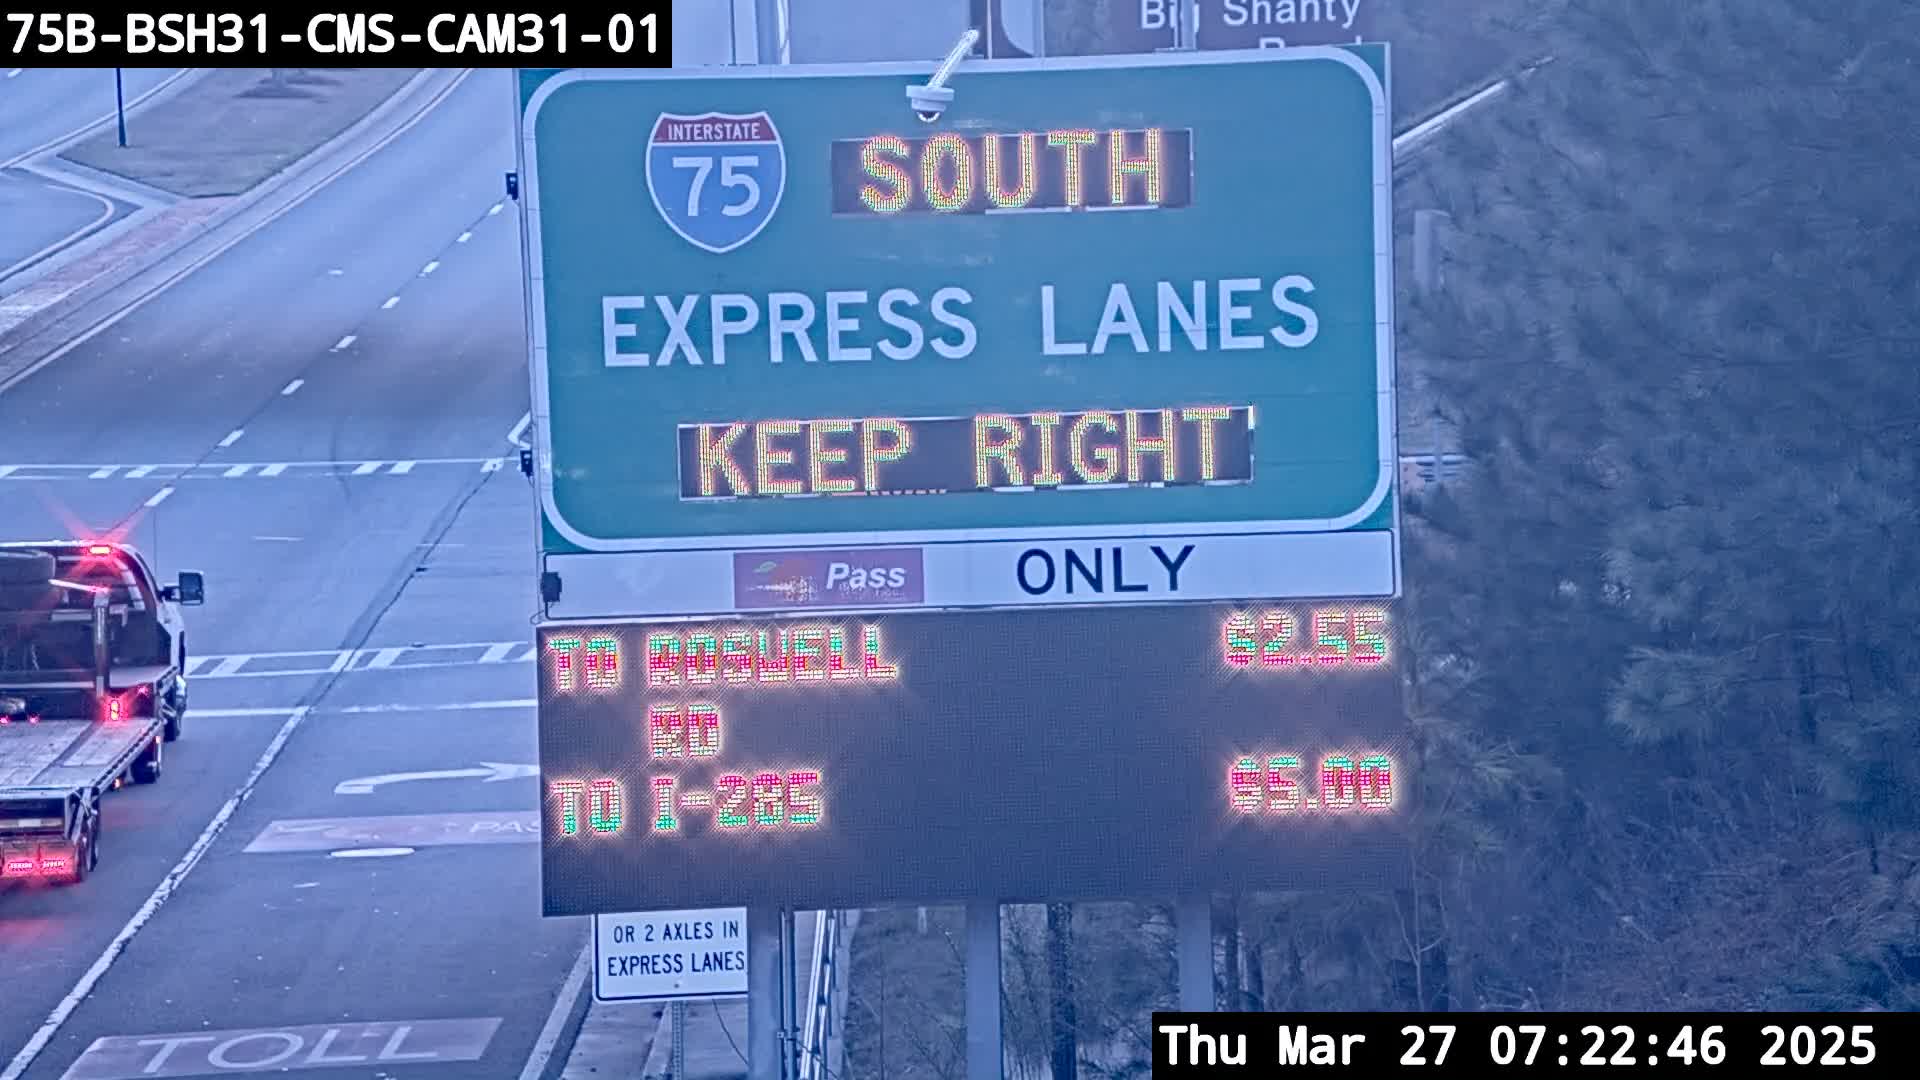 75B-BSH31-CMS-CAM31-01
Big Shanty
INTERSTATE
75
SOUTH
EXPRESS LANES
KEEP RIGHT
Pass
ONLY
TO ROSWELL $2.55
RD
TO I-285 $5.00
OR 2 AXLES IN
EXPRESS LANES
TOLL
Thu Mar 27 07:22:46 2025